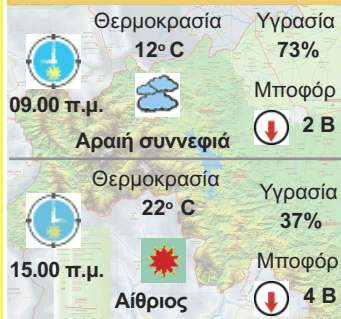 Θερμοκρασία Υγρασία
12° C 73%
09.00 π.μ. Μποφόρ
2 Β
Αραιή συννεφιά
Θερμοκρασία Υγρασία
22° C 37%
15.00 π.μ. Μποφόρ
Αίθριος 4 Β